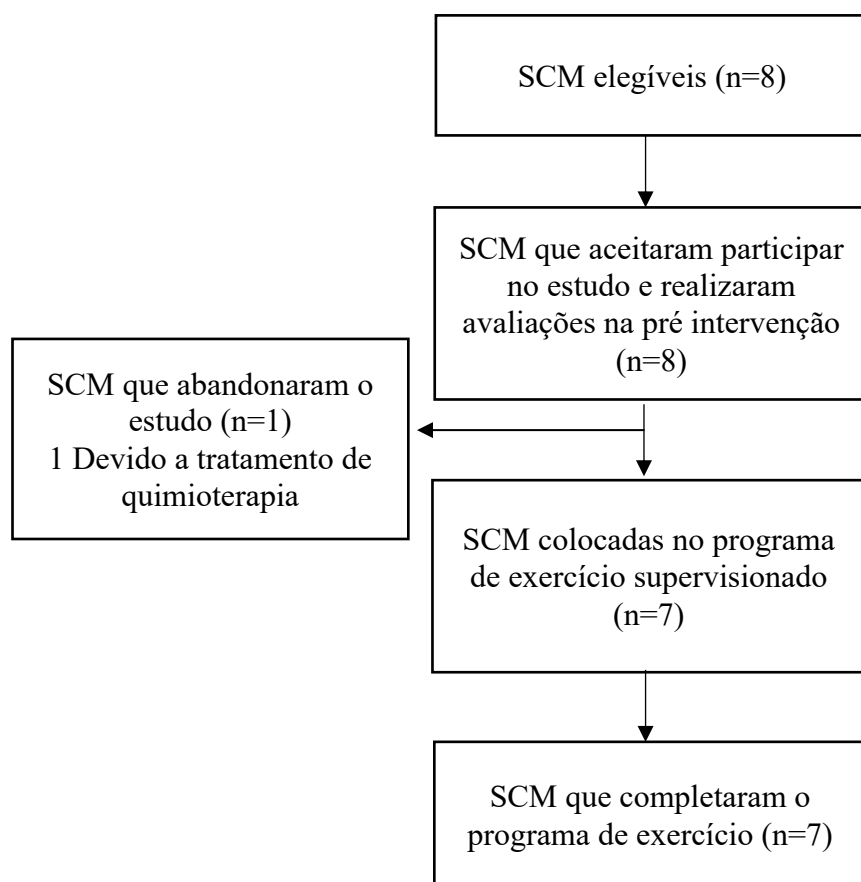 SCM elegíveis (n=8)
SCM que aceitaram participar
no estudo e realizaram
avaliações na pré intervenção
(n=8)
SCM que abandonaram o
estudo (n=1)
1 Devido a tratamento de
quimioterapia
SCM colocadas no programa
de exercício supervisionado
(n=7)
SCM que completaram o
programa de exercício (n=7)